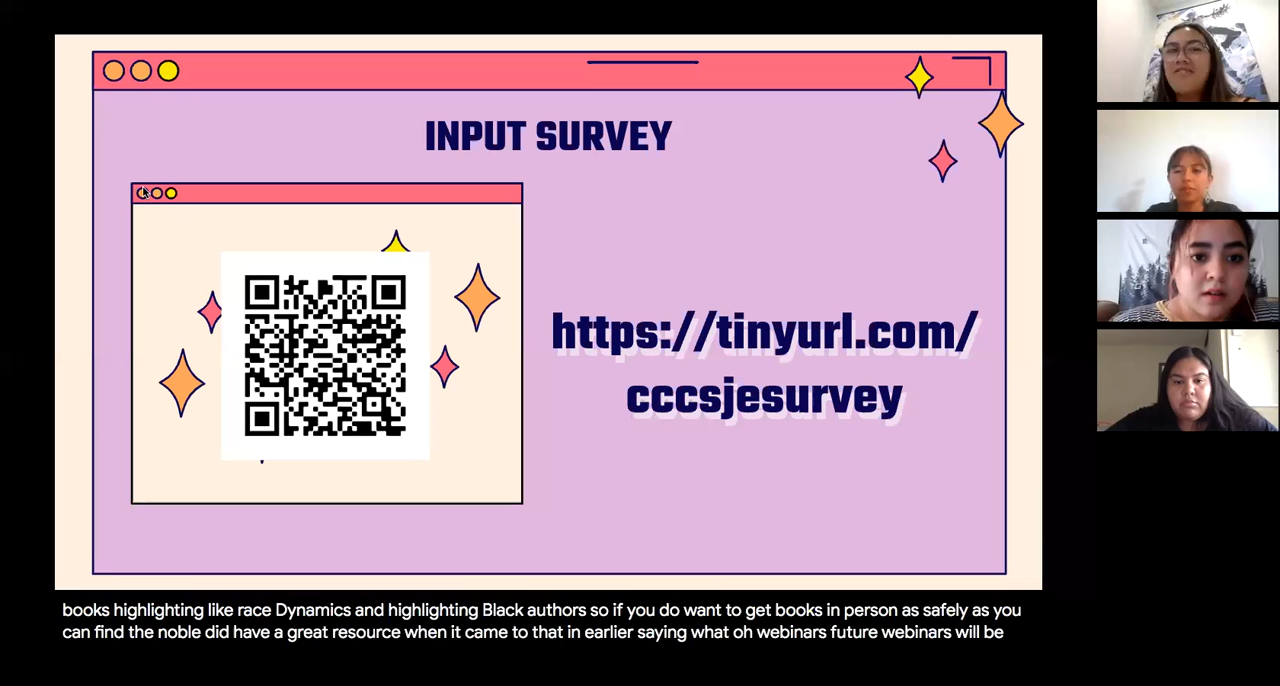 INPUT SURVEY
https://tinyurl.com/
cccsjesurvey
books highlighting like race Dynamics and highlighting Black authors so if you do want to get books in person as safely as you
can find the noble did have a great resource when it came to that in earlier saying what oh webinars future webinars will be